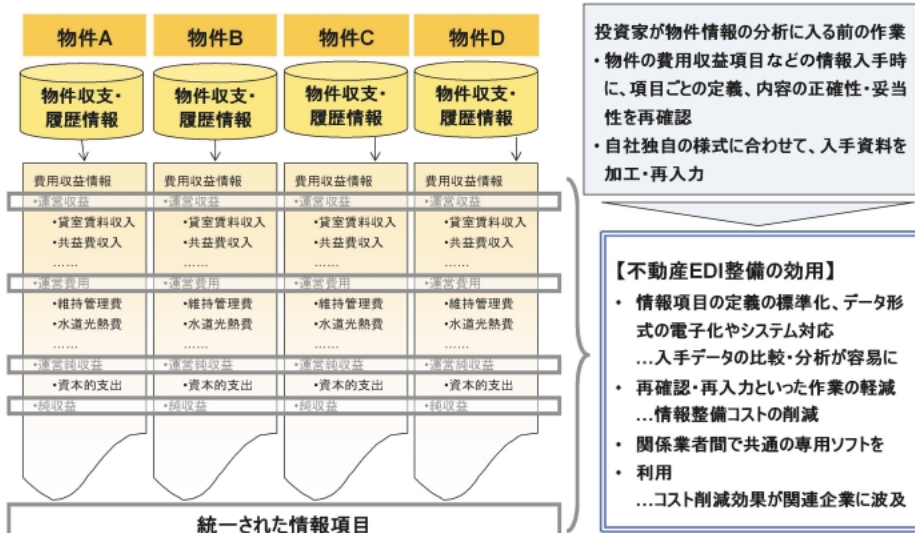 物件A
物件B
物件C
物件D
物件収支・
履歴情報
物件収支・
履歴情報
物件収支・
履歴情報
物件収支・
履歴情報
費用収益情報
・運営収益
・貸室賃料収入
・共益費収入
……
・運営費用
・維持管理費
・水道光熱費
……
・運営純収益
・資本的支出
・純収益
費用収益情報
・運営収益
・貸室賃料収入
・共益費収入
……
・運営費用
・維持管理費
・水道光熱費
……
・運営純収益
・資本的支出
・純収益
費用収益情報
・運営収益
・貸室賃料収入
・共益費収入
……
・運営費用
・維持管理費
・水道光熱費
……
・運営純収益
・資本的支出
・純収益
費用収益情報
・運営収益
・貸室賃料収入
・共益費収入
……
・運営費用
・維持管理費
・水道光熱費
……
・運営純収益
・資本的支出
・純収益
統一された情報項目
投資家が物件情報の分析に入る前の作業
・物件の費用収益項目などの情報入手時
に、項目ごとの定義、内容の正確性・妥当
性を再確認
・自社独自の様式に合わせて、入手資料を
加工・再入力
【不動産EDI整備の効用】
・ 情報項目の定義の標準化、データ形
式の電子化やシステム対応
…入手データの比較・分析が容易に
・ 再確認・再入力といった作業の軽減
…情報整備コストの削減
・ 関係業者間で共通の専用ソフトを
・ 利用
…コスト削減効果が関連企業に波及